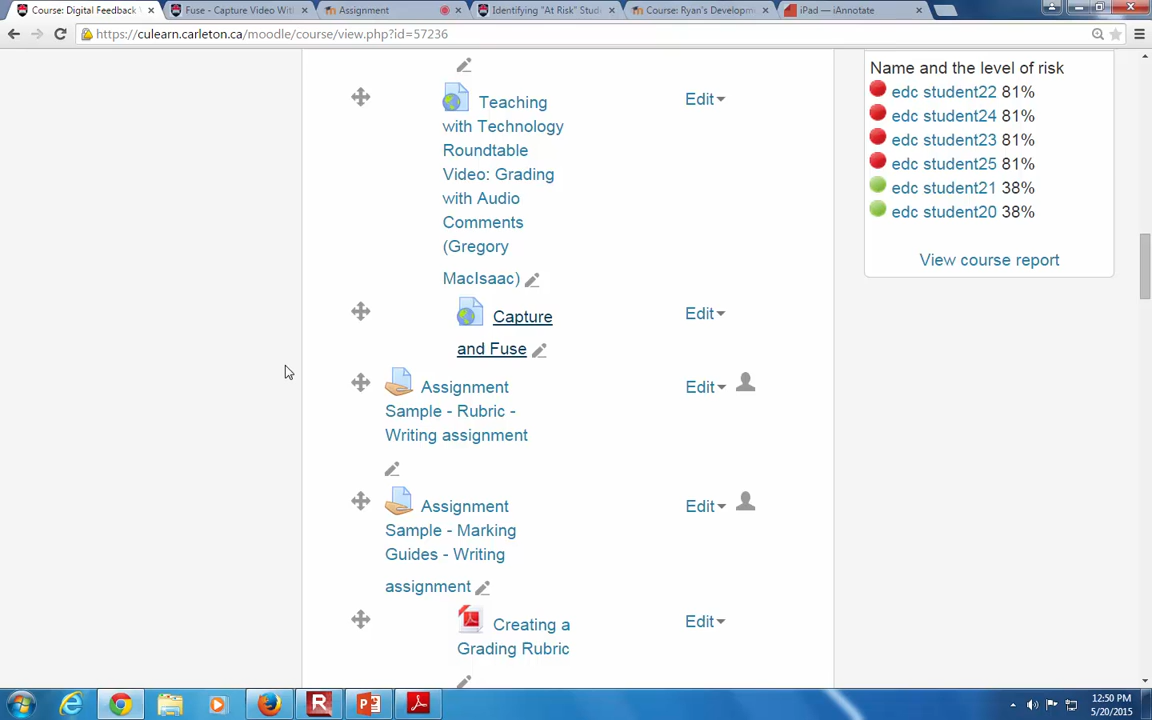 Course: Digital Feedback
Fuse - Capture Video Wit
Assignment
Identifying "At Risk" Stud
Course: Ryan's Developm
iPad — iAnnotate
https://culearn.carleton.ca/moodle/course/view.php?id=57236
Teaching
with Technology
Roundtable
Video: Grading
with Audio
Comments
(Gregory
MacIsaac)
Edit
Capture
and Fuse
Edit
Assignment
Sample - Rubric -
Writing assignment
Edit
Assignment
Sample - Marking
Guides - Writing
assignment
Edit
Creating a
Grading Rubric
Edit
Name and the level of risk
edc student22 81%
edc student24 81%
edc student23 81%
edc student25 81%
edc student21 38%
edc student20 38%
View course report
12:50 PM
5/20/2015